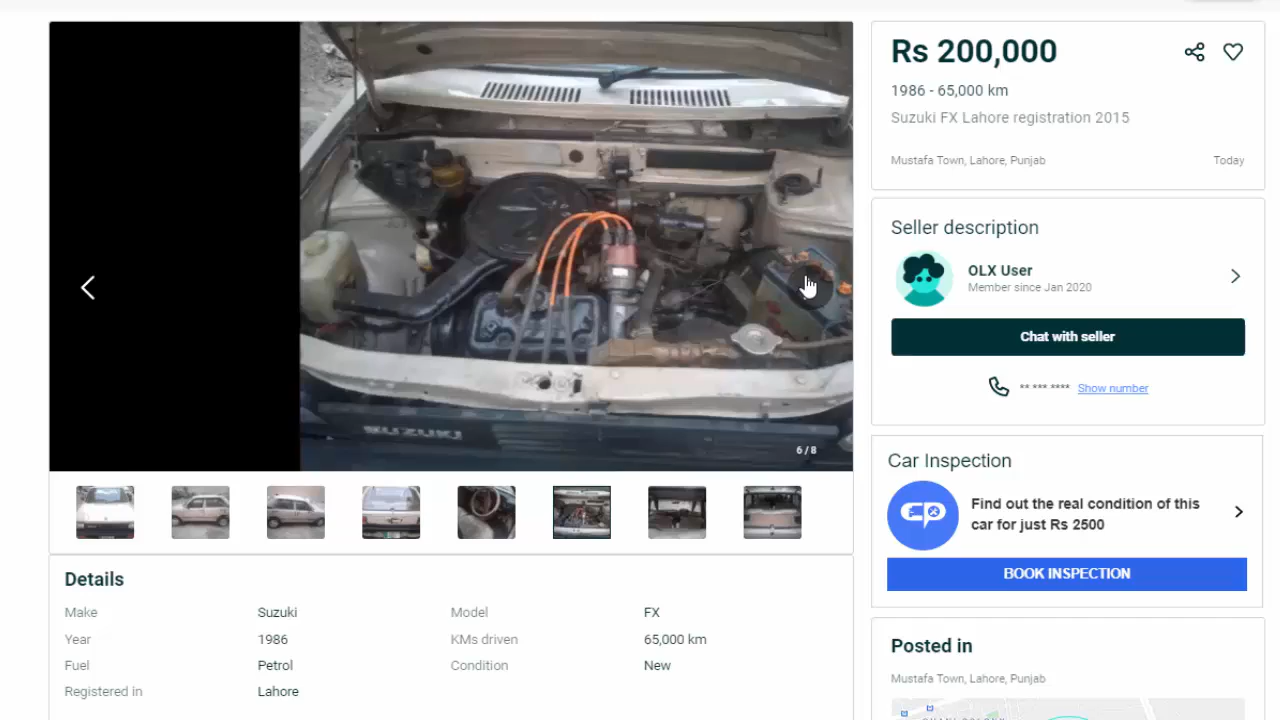 Rs 200,000
1986 - 65,000 km
Suzuki FX Lahore registration 2015
Mustafa Town, Lahore, Punjab Today
Seller description
OLX User
Member since Jan 2020
Chat with seller
** *** **** Show number
SUZUKI
6 / 8
Car Inspection
Find out the real condition of this
car for just Rs 2500
BOOK INSPECTION
Details
Make Suzuki Model FX
Year 1986 KMs driven 65,000 km
Fuel Petrol Condition New
Registered in Lahore
Posted in
Mustafa Town, Lahore, Punjab